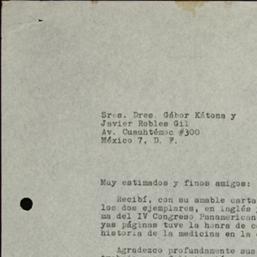 Sres. Dres. Gábor Kátona y
Javier Robles Gil
Av. Cuauhtémoc #300
México 7, D. F.
Muy estimados y finos amigos:
Recibí, con su amable carta
los dos ejemplares, en inglés y
ma del IV Congreso Panamerican
yas páginas tuve la honra de c
historia de la medicina en la
Agradezco profundamente sus